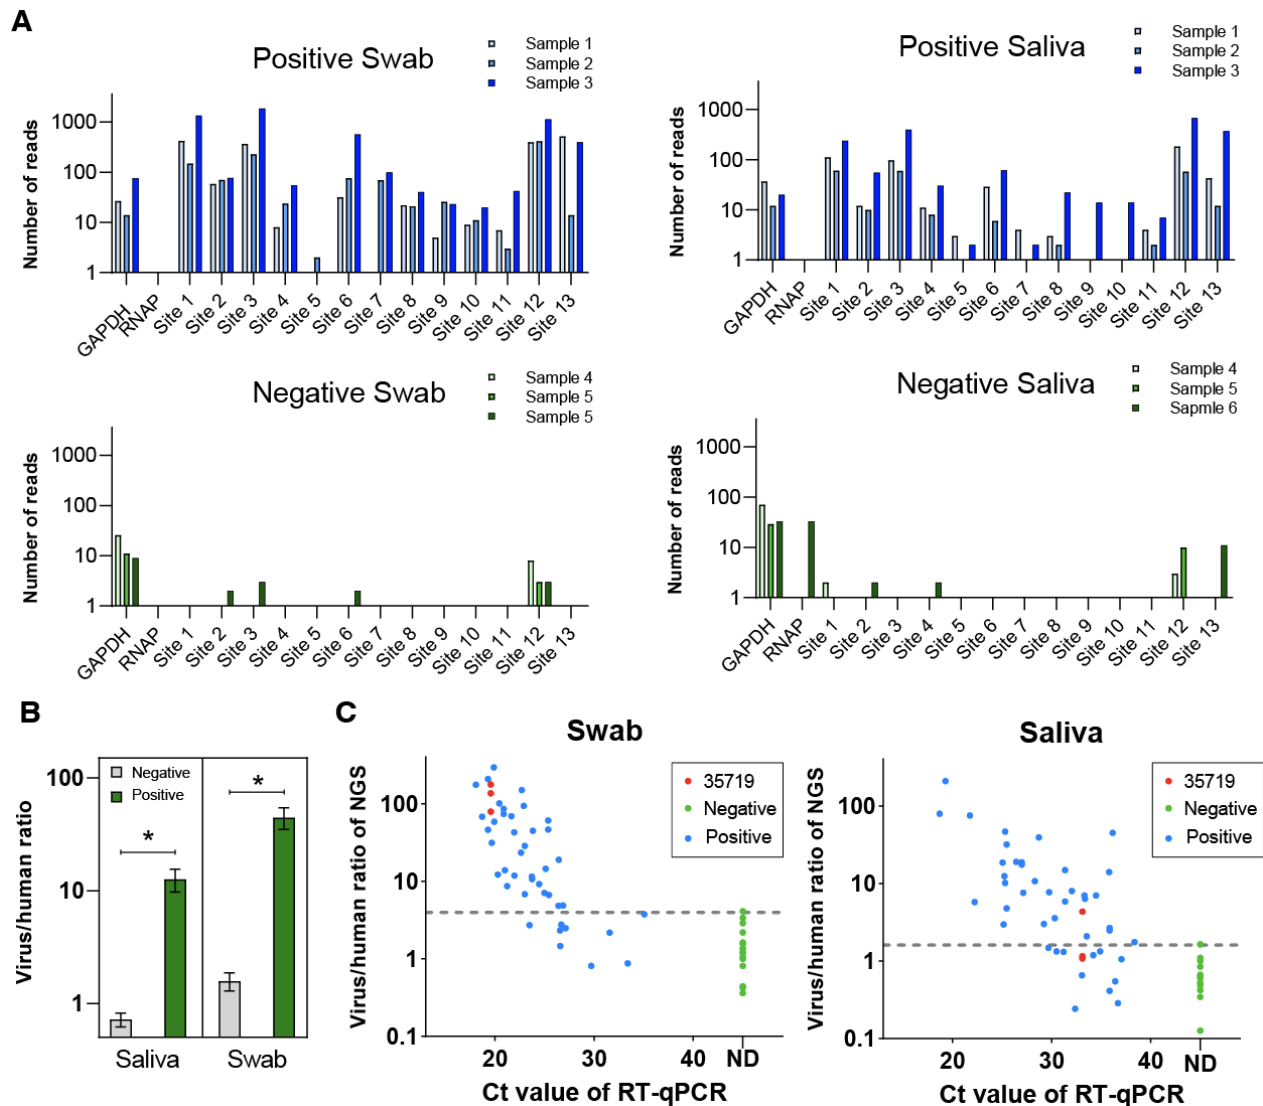 A
Positive Swab
Sample 1
Sample 2
Sample 3
Number of reads
1000
100
10
1
GAPDH
RNAP
Site 1
Site 2
Site 3
Site 4
Site 5
Site 6
Site 7
Site 8
Site 9
Site 10
Site 11
Site 12
Site 13
Positive Saliva
Sample 1
Sample 2
Sample 3
Number of reads
1000
100
10
1
GAPDH
RNAP
Site 1
Site 2
Site 3
Site 4
Site 5
Site 6
Site 7
Site 8
Site 9
Site 10
Site 11
Site 12
Site 13
Negative Swab
Sample 4
Sample 5
Sample 5
Number of reads
1000
100
10
1
GAPDH
RNAP
Site 1
Site 2
Site 3
Site 4
Site 5
Site 6
Site 7
Site 8
Site 9
Site 10
Site 11
Site 12
Site 13
Negative Saliva
Sample 4
Sample 5
Sapmle 6
Number of reads
1000
100
10
1
GAPDH
RNAP
Site 1
Site 2
Site 3
Site 4
Site 5
Site 6
Site 7
Site 8
Site 9
Site 10
Site 11
Site 12
Site 13
B
Virus/human ratio
100
10
1
Negative
Positive
*
*
Saliva
Swab
C
Swab
Virus/human ratio of NGS
100
10
1
0.1
35719
Negative
Positive
20
30
40
ND
Ct value of RT-qPCR
Saliva
Virus/human ratio of NGS
100
10
1
0.1
35719
Negative
Positive
20
30
40
ND
Ct value of RT-qPCR